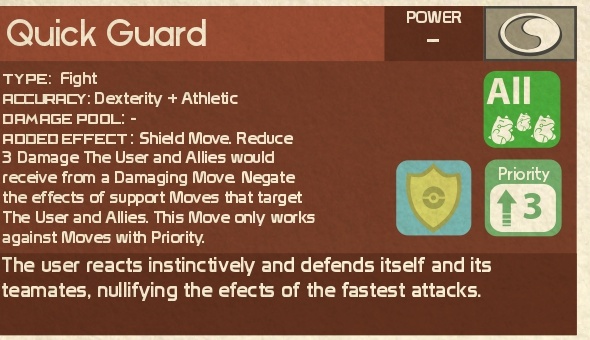 Quick Guard
POWER
—
TYPE: Fight
ACCURACY: Dexterity + Athletic
DAMAGE POOL: -
ADDED EFFECT: Shield Move. Reduce
3 Damage The User and Allies would
receive from a Damaging Move. Negate
the effects of support Moves that target
The User and Allies. This Move only works
against Moves with Priority.
All
Priority
3
The user reacts instinctively and defends itself and its
teamates, nullifying the efects of the fastest attacks.